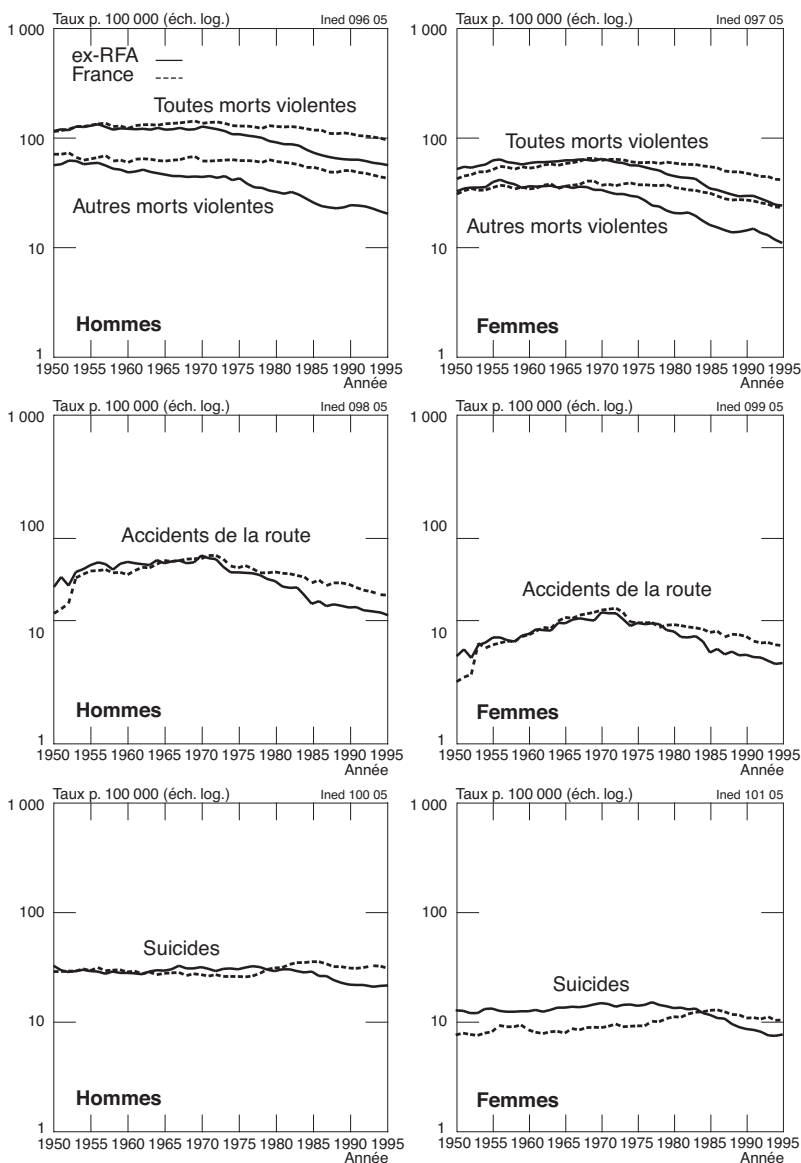 Taux p. 100 000 (éch. log.) Ined 096 05
1 000
ex-RFA
France
Toutes morts violentes
100
Autres morts violentes
10
Hommes
1
1950 1955 1960 1965 1970 1975 1980 1985 1990 1995
Année
Taux p. 100 000 (éch. log.) Ined 097 05
1 000
100
Toutes morts violentes
Autres morts violentes
10
Femmes
1
1950 1955 1960 1965 1970 1975 1980 1985 1990 1995
Année
Taux p. 100 000 (éch. log.) Ined 098 05
1 000
100
Accidents de la route
10
Hommes
1
1950 1955 1960 1965 1970 1975 1980 1985 1990 1995
Année
Taux p. 100 000 (éch. log.) Ined 099 05
1 000
100
Accidents de la route
10
Femmes
1
1950 1955 1960 1965 1970 1975 1980 1985 1990 1995
Année
Taux p. 100 000 (éch. log.) Ined 100 05
1 000
100
Suicides
10
Hommes
1
1950 1955 1960 1965 1970 1975 1980 1985 1990 1995
Année
Taux p. 100 000 (éch. log.) Ined 101 05
1 000
100
Suicides
10
Femmes
1
1950 1955 1960 1965 1970 1975 1980 1985 1990 1995
Année